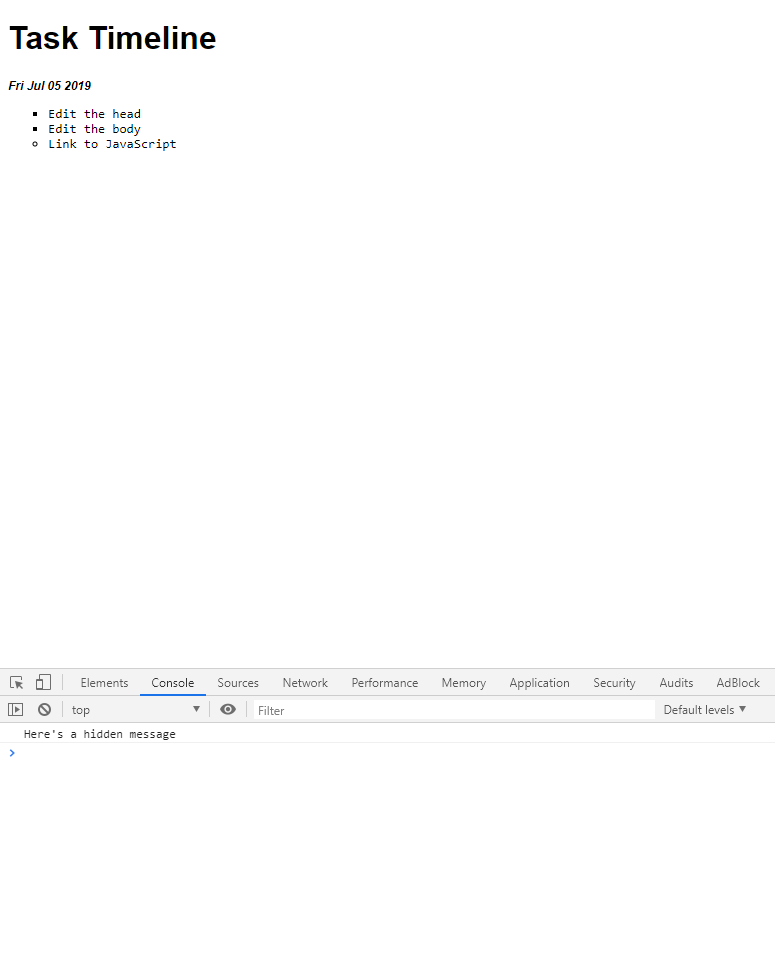 Task Timeline
Fri Jul 05 2019
Edit the head
Edit the body
Link to JavaScript
Elements Console Sources Network Performance Memory Application Security Audits AdBlock
top Filter Default levels
Here's a hidden message